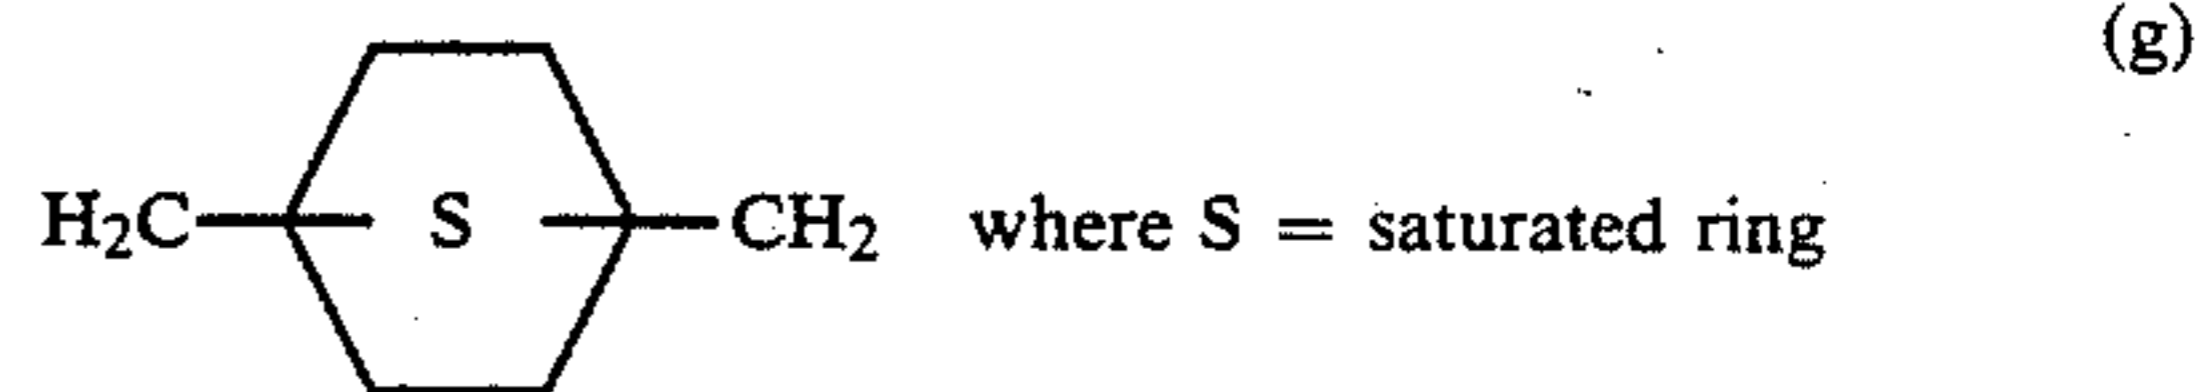 (g)
H₂C S CH₂ where S = saturated ring